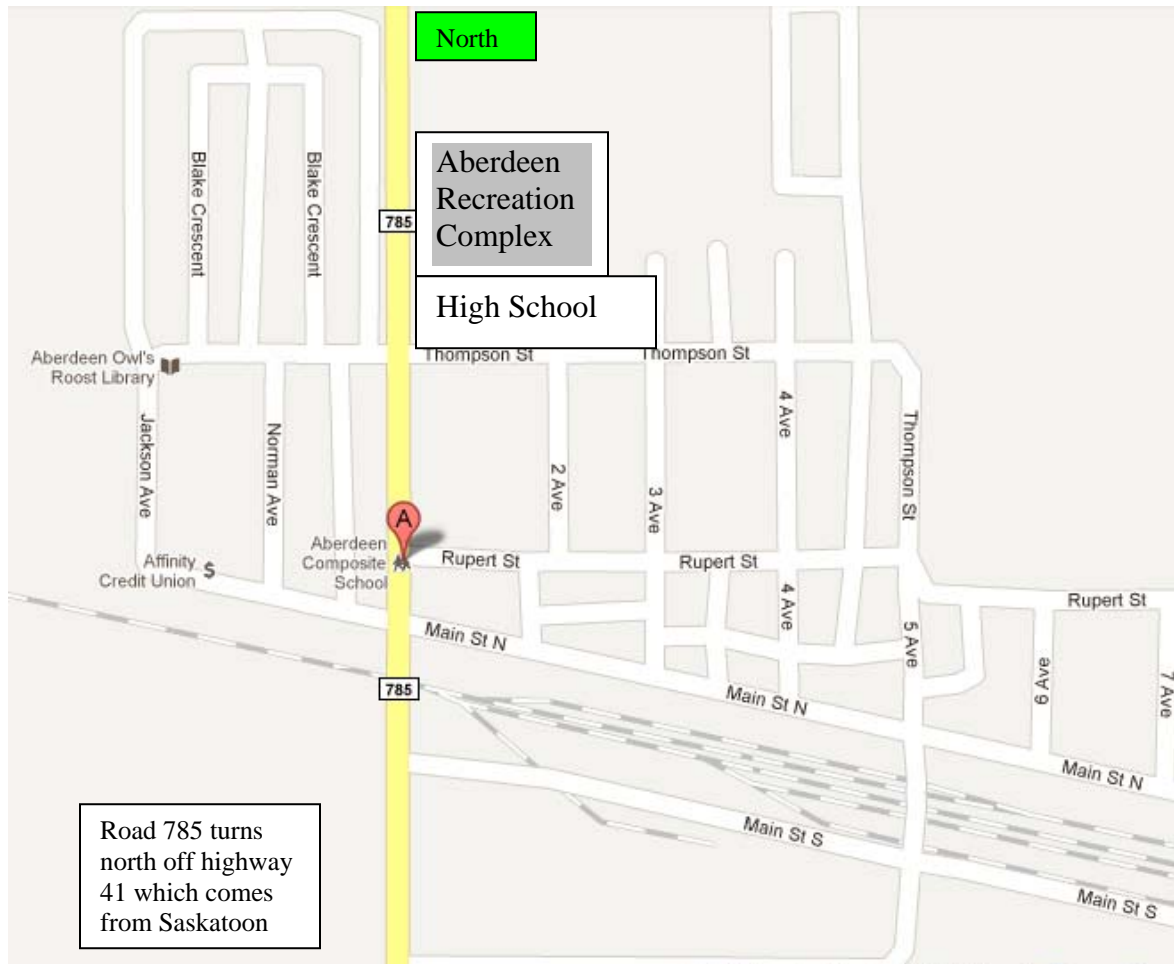 North
Aberdeen
Recreation
Complex
785
Blake Crescent
Blake Crescent
High School
Aberdeen Owl's
Roost Library
Thompson St
Thompson St
Jackson Ave
Norman Ave
2 Ave
3 Ave
4 Ave
Thompson St
A
Aberdeen
Composite
School
Affinity
Credit Union
$
Rupert St
Rupert St
4 Ave
5 Ave
Rupert St
6 Ave
7 Ave
Main St N
785
Main St N
Main St N
Main St S
Main St S
Road 785 turns
north off highway
41 which comes
from Saskatoon